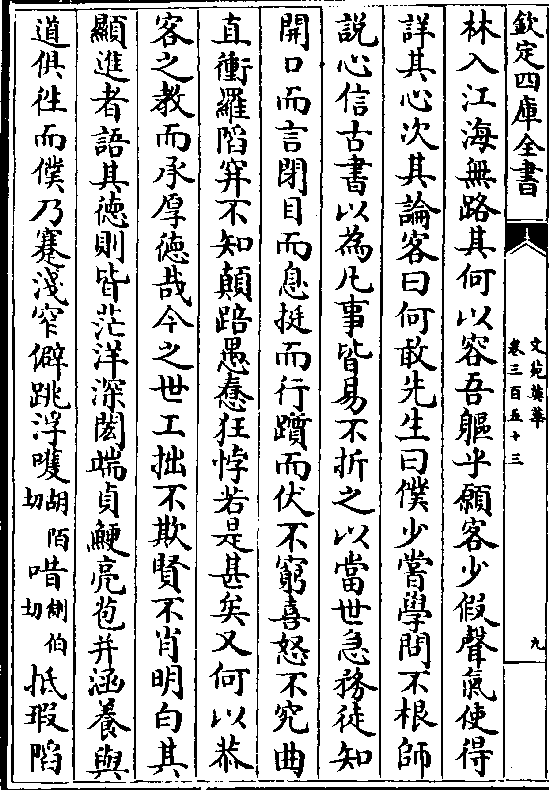 欽定四庫全書
文苑英華
卷三百五十三
九
林入江海無路其何以容吾軀乎願客少假聲氣使得
詳其心次其論客曰何敢先生曰僕少嘗學問不根師
說心信古書以為凡事皆易不折之以當世急務徒知
開口而言閉目而息挺而行躓而伏不窮喜怒不究曲
直衝羅陷穽不知顛踣愚惷狂悖若是甚矣又何以恭
客之教而承厚德哉今之世工拙不欺賢不肖明白其
顯進者語其德則皆茫洋深閎端貞鯁亮苞并涵養與
道俱徃而僕乃蹇淺窄僻跳浮嚄胡陌切唶側伯切抵瑕陷